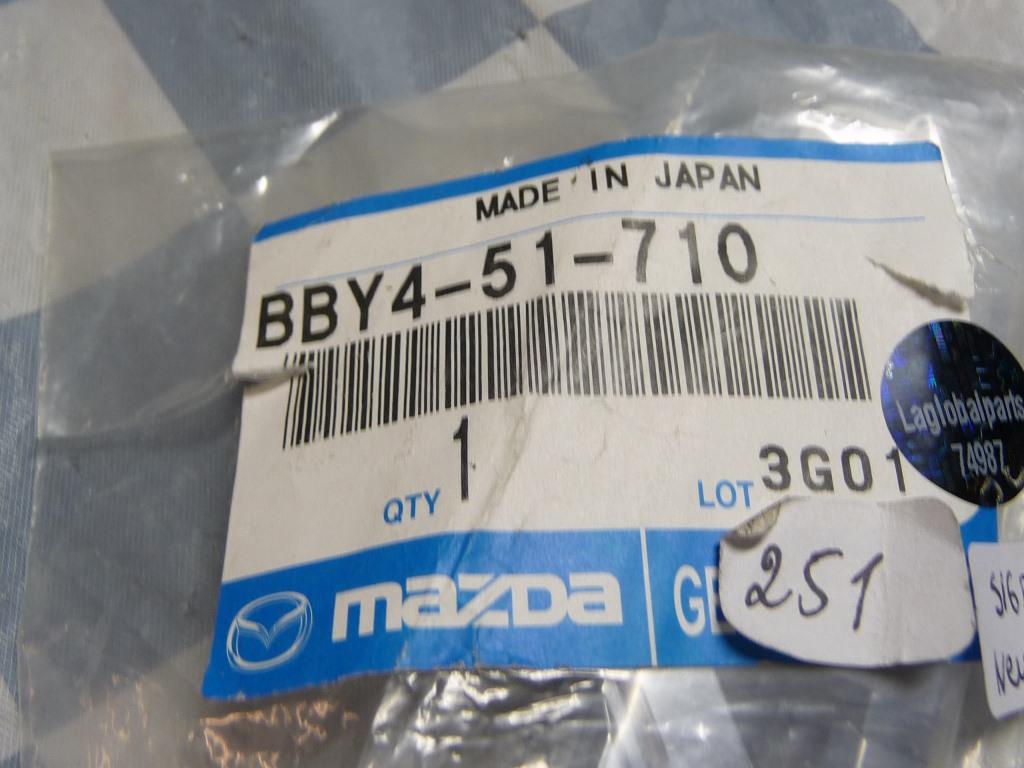 MADE IN JAPAN
BBY4-51-710
QTY 1
LOT 3G01
Laglobalparts
74987
mazda
251